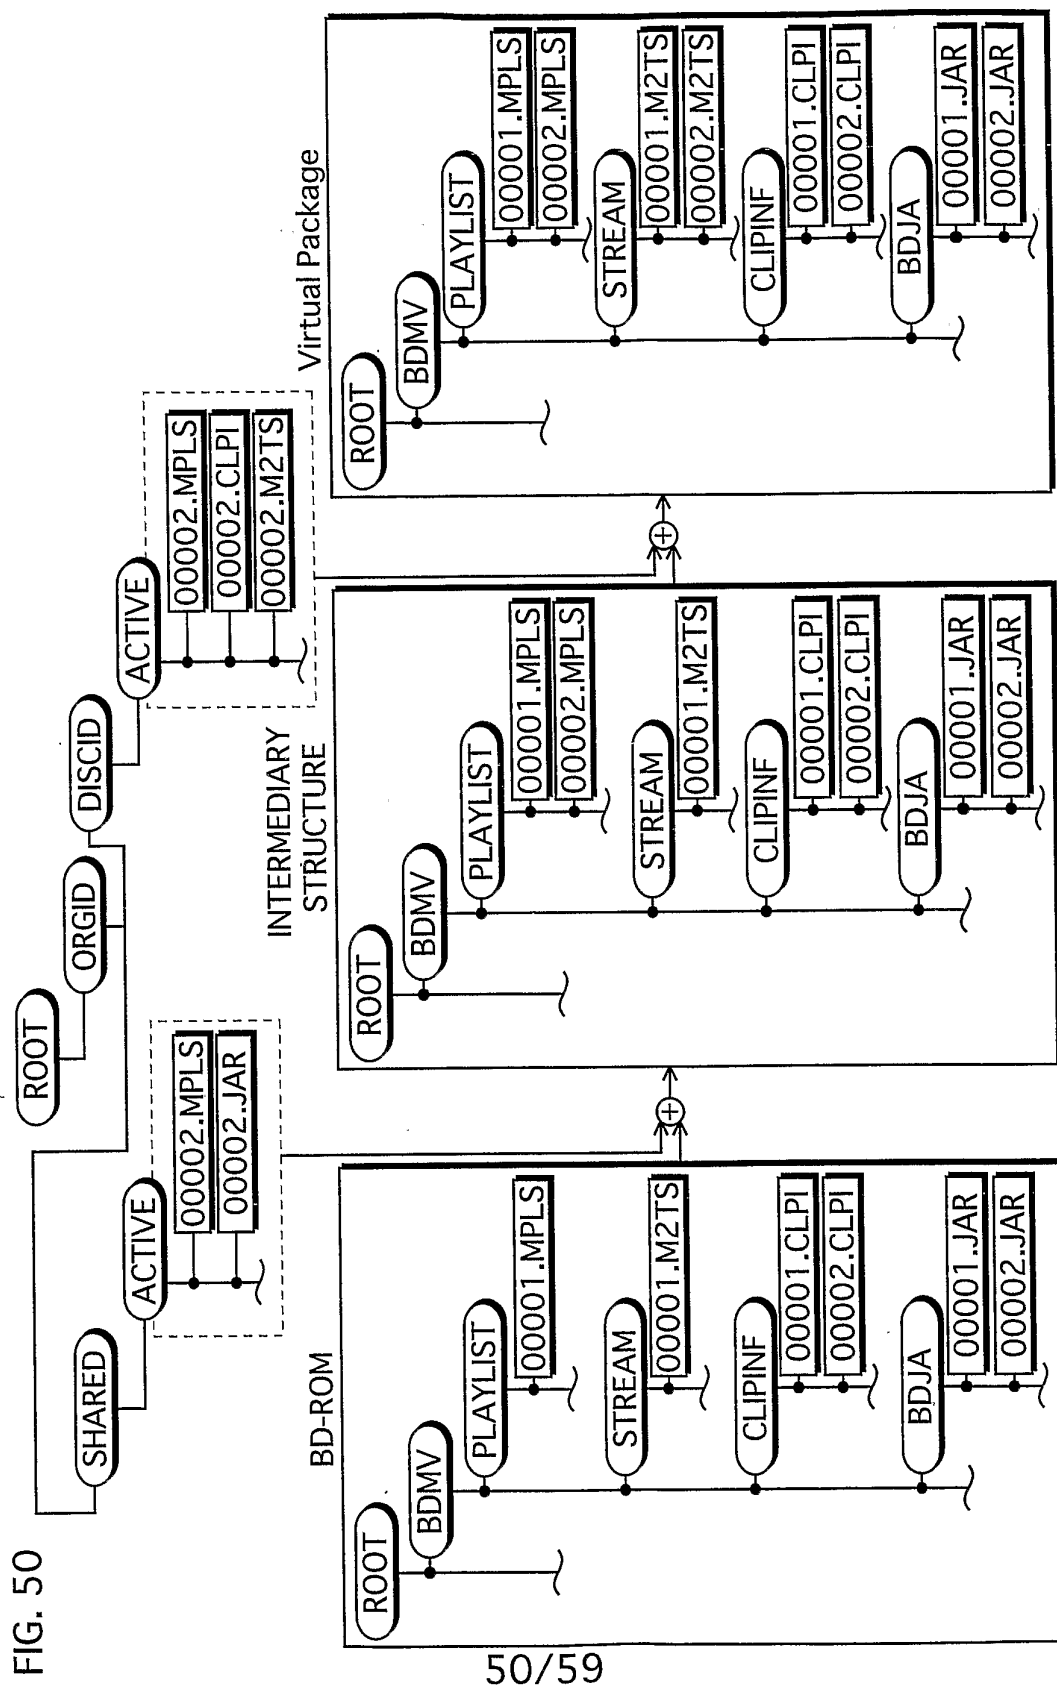 FIG. 50
ROOT
ORGID
DISCID
SHARED
ACTIVE
00002.MPLS
00002.JAR
ACTIVE
00002.MPLS
00002.CLPI
00002.M2TS
BD-ROM
ROOT
BDMV
PLAYLIST
00001.MPLS
STREAM
00001.M2TS
CLIPINF
00001.CLPI
00002.CLPI
BDJA
00001.JAR
00002.JAR
INTERMEDIARY
STRUCTURE
ROOT
BDMV
PLAYLIST
00001.MPLS
00002.MPLS
STREAM
00001.M2TS
CLIPINF
00001.CLPI
00002.CLPI
BDJA
00001.JAR
00002.JAR
Virtual Package
ROOT
BDMV
PLAYLIST
00001.MPLS
00002.MPLS
STREAM
00001.M2TS
00002.M2TS
CLIPINF
00001.CLPI
00002.CLPI
BDJA
00001.JAR
00002.JAR
50/59